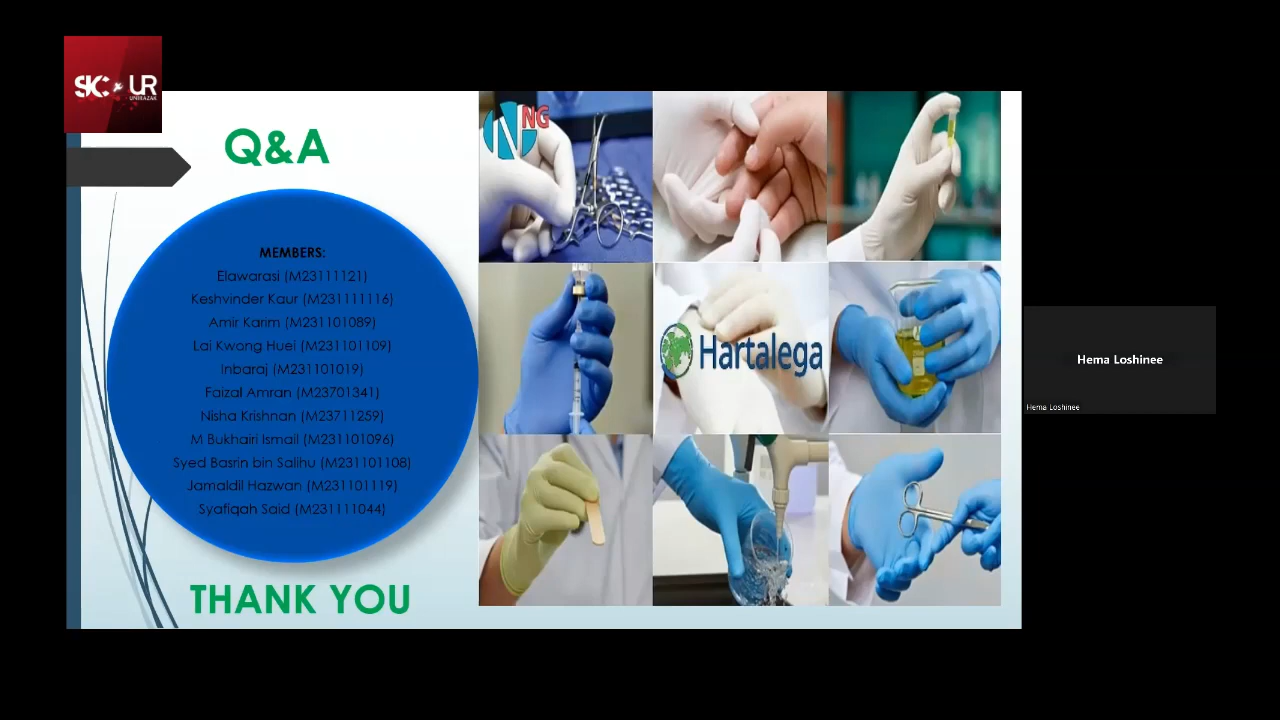 SKC UR
UNIRAZAK
Q&A
MEMBERS:
Elawarasi (M23111121)
Keshvinder Kaur (M231111116)
Amir Karim (M231101089)
Lai Kwong Huei (M231101109)
Inbaraj (M231101019)
Faizal Amran (M23701341)
Nisha Krishnan (M23711259)
M Bukhairi Ismail (M231101096)
Syed Basrin bin Salihu (M231101108)
Jamaldil Hazwan (M231101119)
Syafiqah Said (M231111044)
THANK YOU
NG
Hartalega
Hema Loshinee
Hema Loshinee